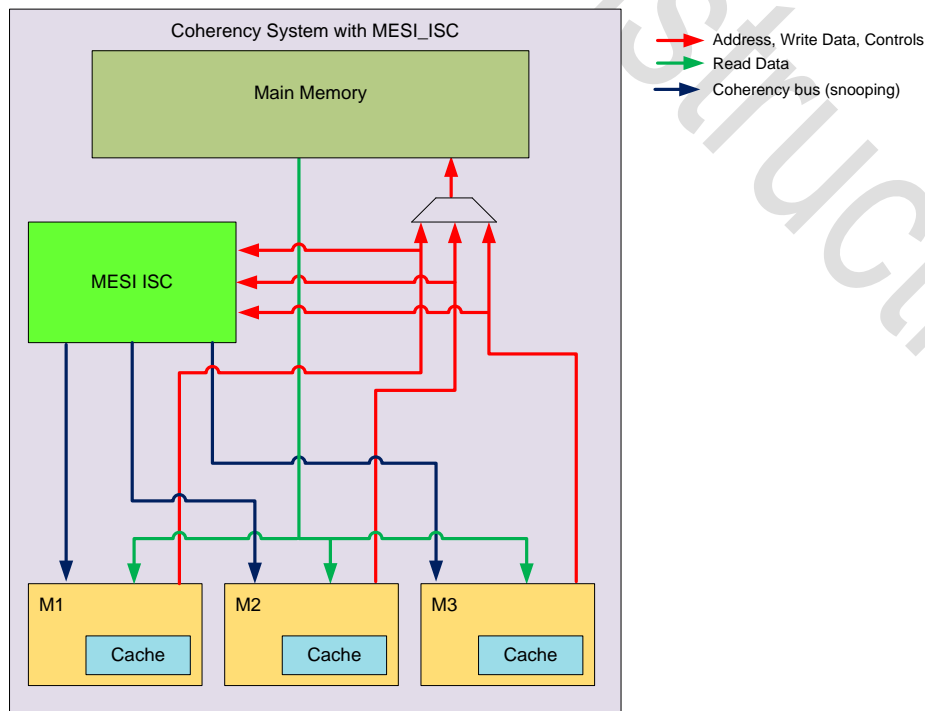 Coherency System with MESI_ISC
Address, Write Data, Controls
Read Data
Coherency bus (snooping)
Main Memory
MESI ISC
M1
M2
M3
Cache
Cache
Cache